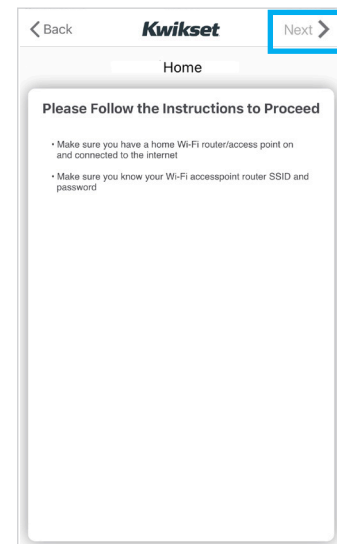 Back Kwikset Next
Home
Please Follow the Instructions to Proceed
• Make sure you have a home Wi-Fi router/access point on
and connected to the internet
• Make sure you know your Wi-Fi accesspoint router SSID and
password